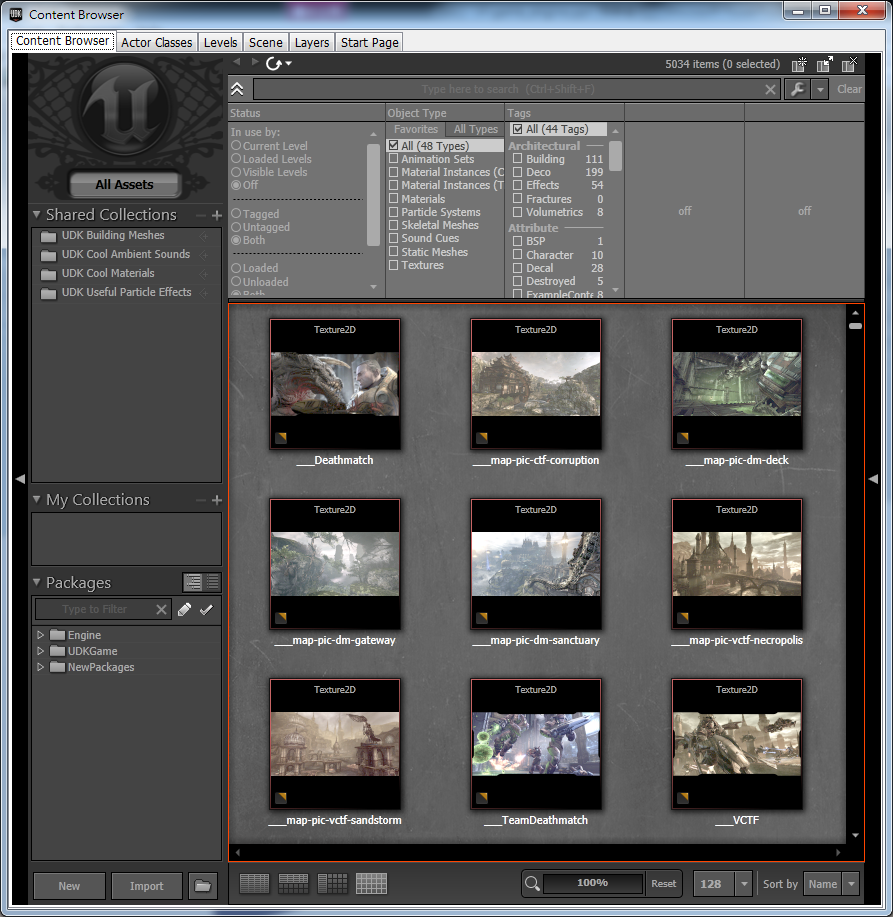 UDK Content Browser
Content Browser Actor Classes Levels Scene Layers Start Page
5034 items (0 selected)
Type here to search (Ctrl+Shift+F)
Clear
All Assets
Shared Collections
UDK Building Meshes
UDK Cool Ambient Sounds
UDK Cool Materials
UDK Useful Particle Effects
My Collections
Packages
Type to Filter
Engine
UDKGame
NewPackages
New Import
Status
In use by:
Current Level
Loaded Levels
Visible Levels
Off
Tagged
Untagged
Both
Loaded
Unloaded
Both
Object Type
Favorites All Types
All (48 Types)
Animation Sets
Material Instances (C
Material Instances (T
Materials
Particle Systems
Skeletal Meshes
Sound Cues
Static Meshes
Textures
Tags
All (44 Tags)
Architectural
Building 111
Deco 199
Effects 54
Fractures 0
Volumetrics 8
Attribute
BSP 1
Character 10
Decal 28
Destroyed 5
ExampleConte 8
off off
Texture2D Texture2D Texture2D
___Deathmatch ___map-pic-ctf-corruption ___map-pic-dm-deck
Texture2D Texture2D Texture2D
___map-pic-dm-gateway ___map-pic-dm-sanctuary ___map-pic-vctf-necropolis
Texture2D Texture2D Texture2D
___map-pic-vctf-sandstorm ___TeamDeathmatch ___VCTF
100% Reset 128 Sort by Name